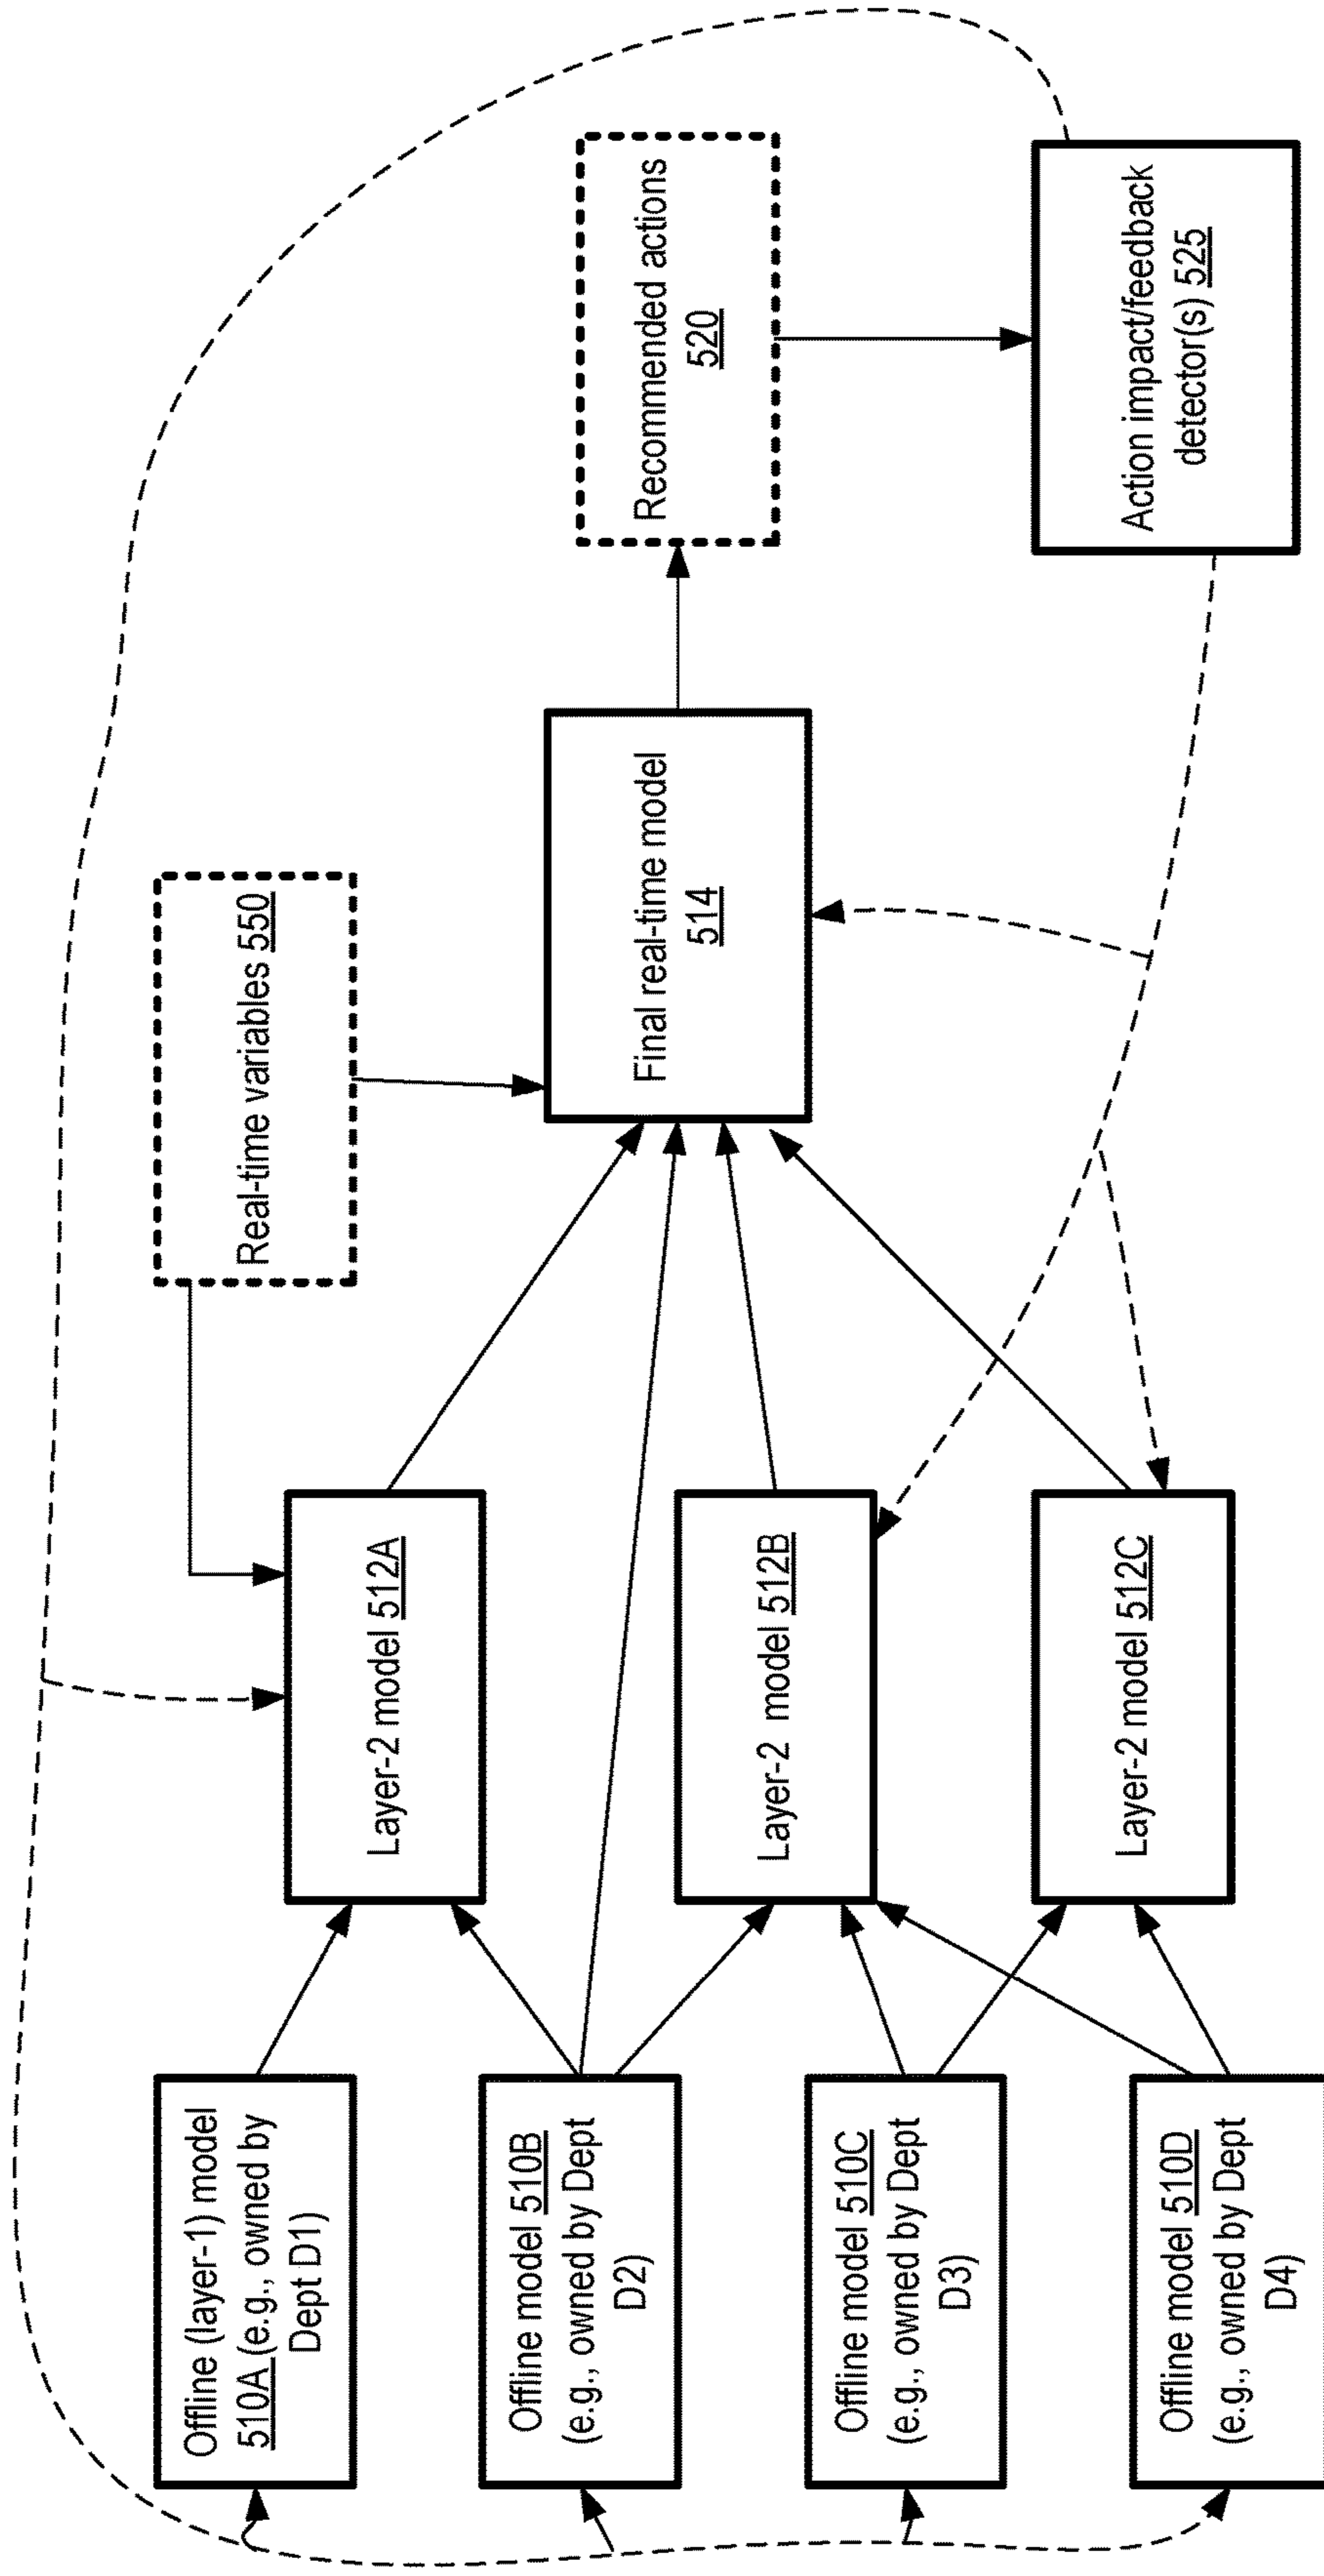 Offline (layer-1) model
510A (e.g., owned by
Dept D1)
Offline model 510B
(e.g., owned by Dept
D2)
Offline model 510C
(e.g., owned by Dept
D3)
Offline model 510D
(e.g., owned by Dept
D4)
Layer-2 model 512A
Layer-2 model 512B
Layer-2 model 512C
Real-time variables 550
Final real-time model
514
Recommended actions
520
Action impact/feedback
detector(s) 525